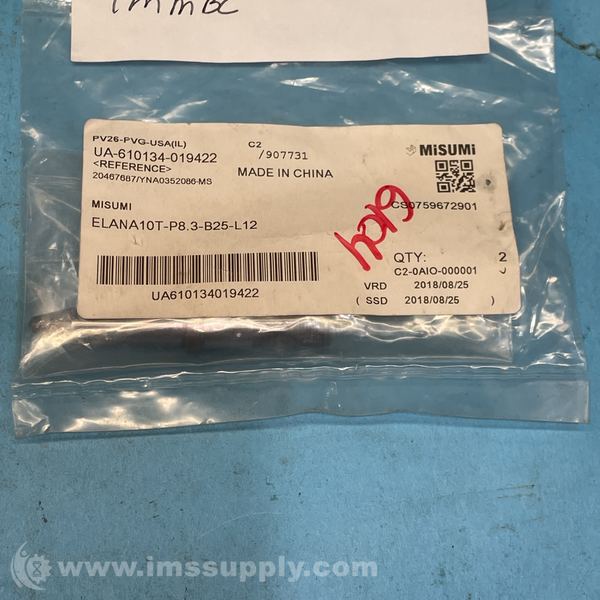 PV26-PVG-USA(IL)
C2
UA-610134-019422
/907731
MiSUMi
<REFERENCE>
MADE IN CHINA
20467687/YNA0352086-MS
MISUMI
CS0759672901
ELANA10T-P8.3-B25-L12
QTY: 2
C2-0AIO-000001
UA610134019422
VRD 2018/08/25
( SSD 2018/08/25 )
www.imssupply.com